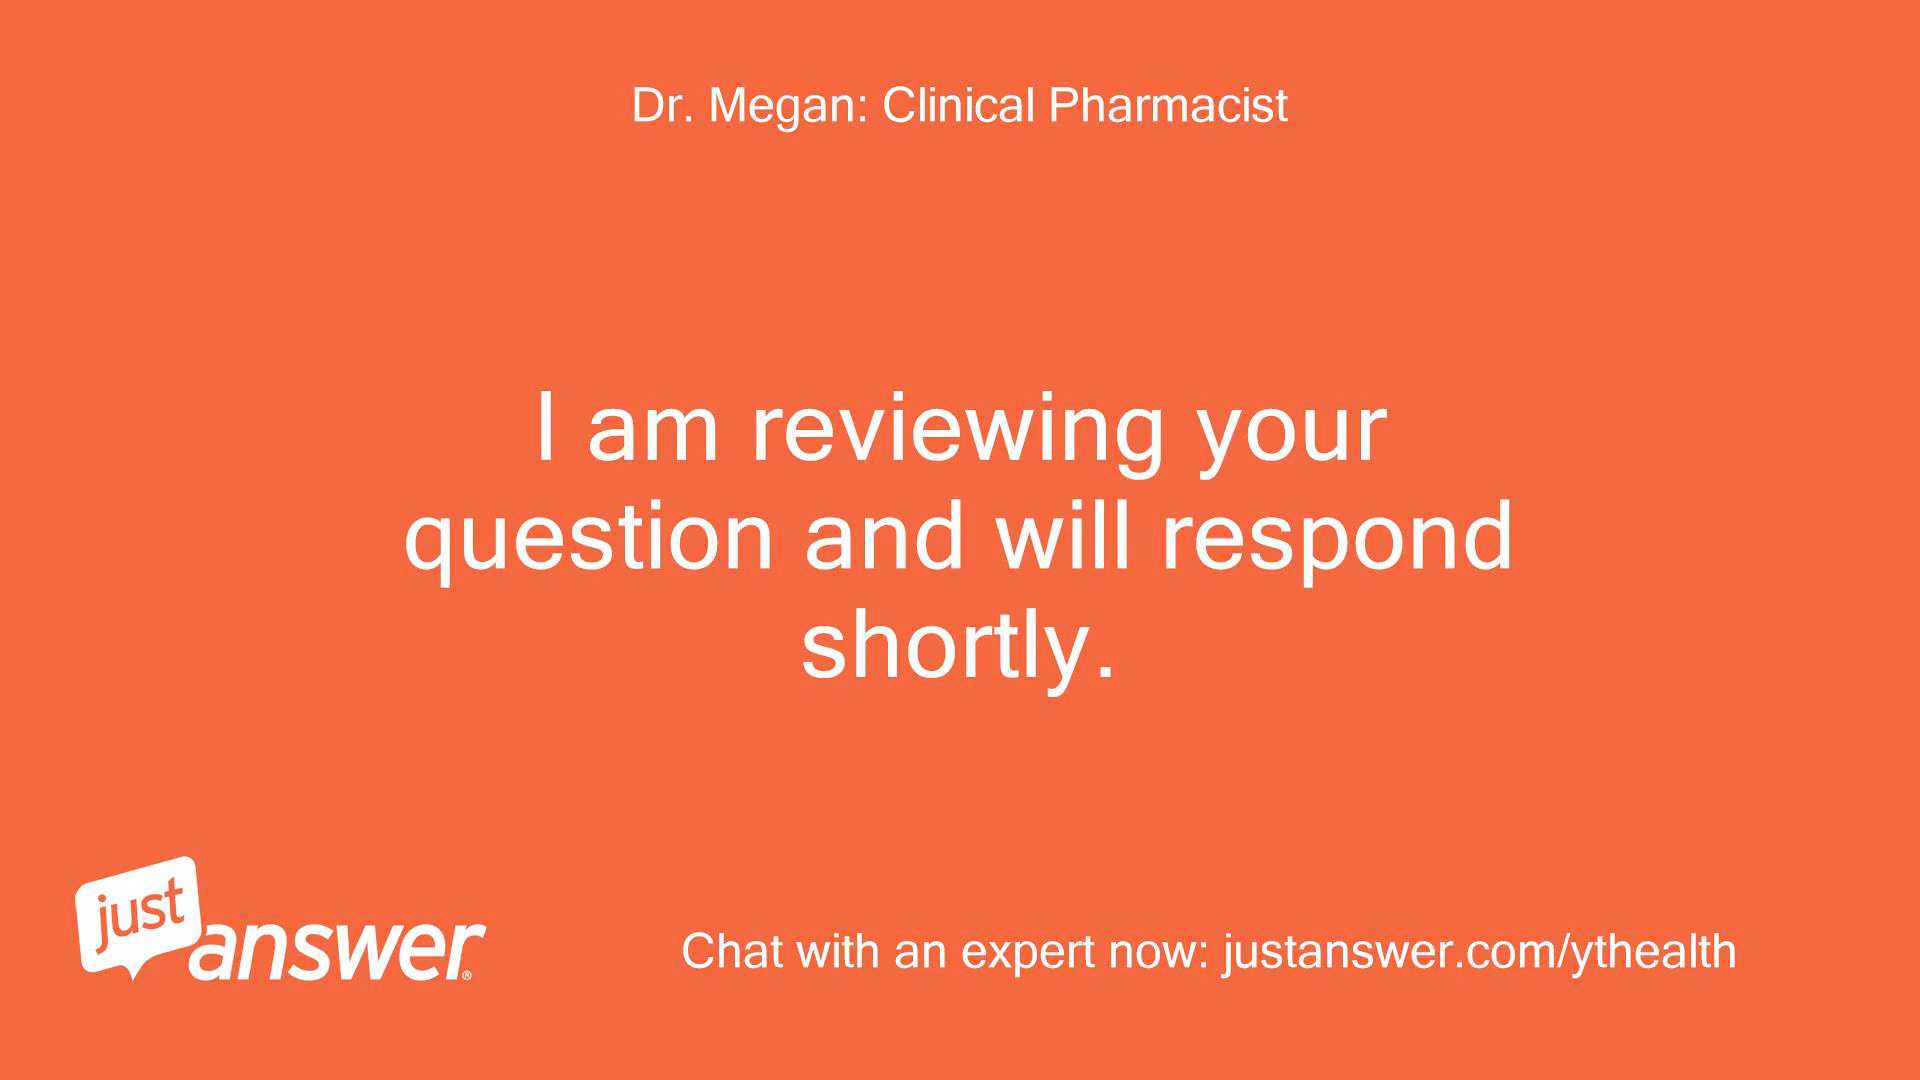 Dr. Megan: Clinical Pharmacist
I am reviewing your
question and will respond
shortly.
just
answer®
Chat with an expert now: justanswer.com/ythealth